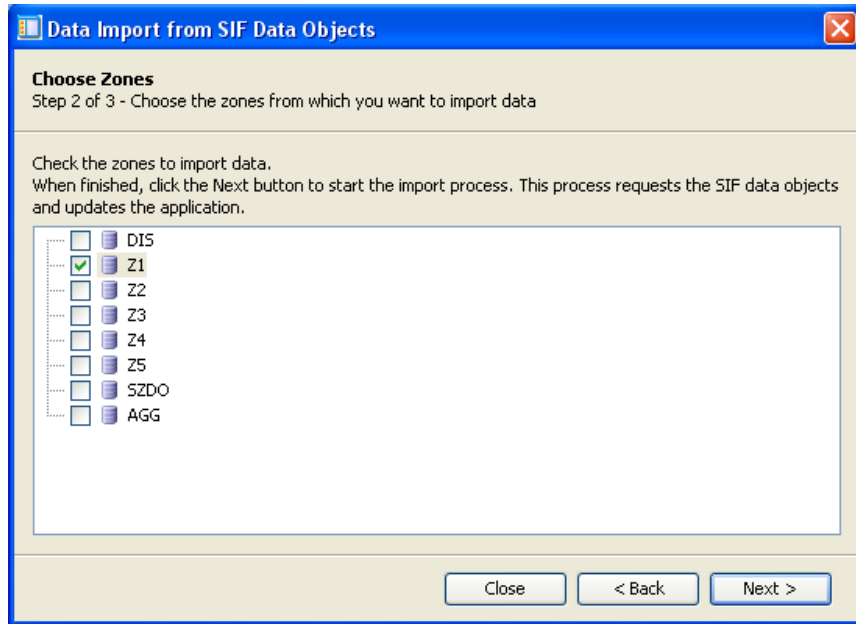 Data Import from SIF Data Objects
Choose Zones
Step 2 of 3 - Choose the zones from which you want to import data
Check the zones to import data.
When finished, click the Next button to start the import process. This process requests the SIF data objects
and updates the application.
DIS
Z1
Z2
Z3
Z4
Z5
SZDO
AGG
Close
< Back
Next >